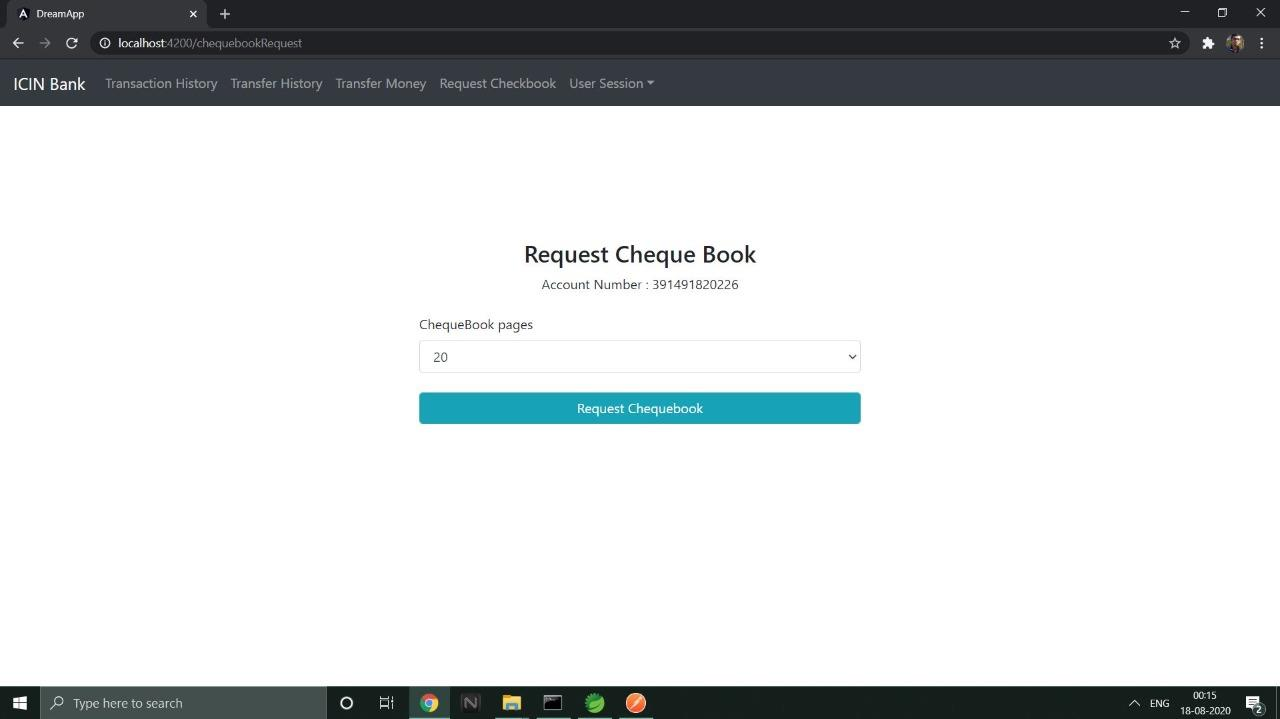 DreamApp
localhost:4200/chequebookRequest
ICIN Bank Transaction History Transfer History Transfer Money Request Checkbook User Session
Request Cheque Book
Account Number : 391491820226
ChequeBook pages
20
Request Chequebook
Type here to search
ENG
00:15
18-08-2020
2